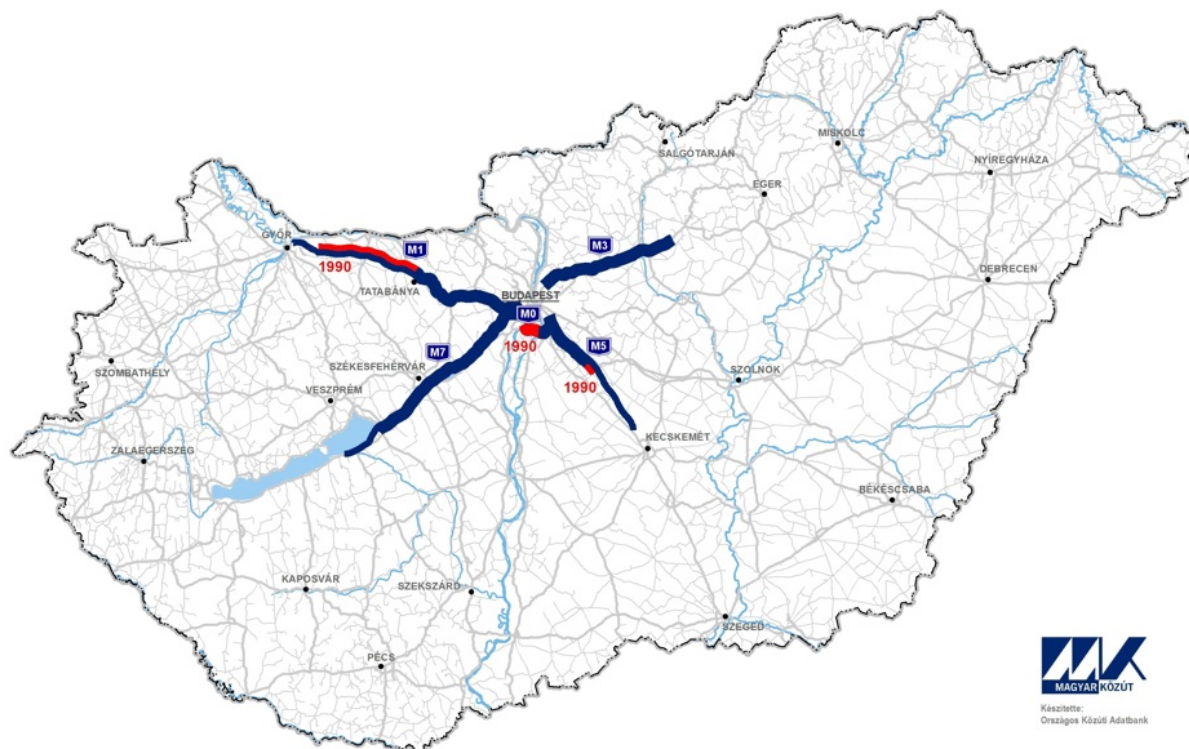 SALGÓTARJÁN
MISKOLC
NYÍREGYHÁZA
EGER
GYŐR
M1
M3
1990
TATABÁNYA
BUDAPEST
DEBRECEN
M0
1990
M7
M5
SZOMBATHELY
SZÉKESFEHÉRVÁR
1990
SZOLNOK
VESZPRÉM
KECSKEMÉT
ZALAEGERSZEG
BÉKÉSCSABA
KAPOSVÁR
SZEKSZÁRD
SZEGED
PÉCS
MK
MAGYAR KÖZÚT
Készítette:
Országos Közúti Adatbank